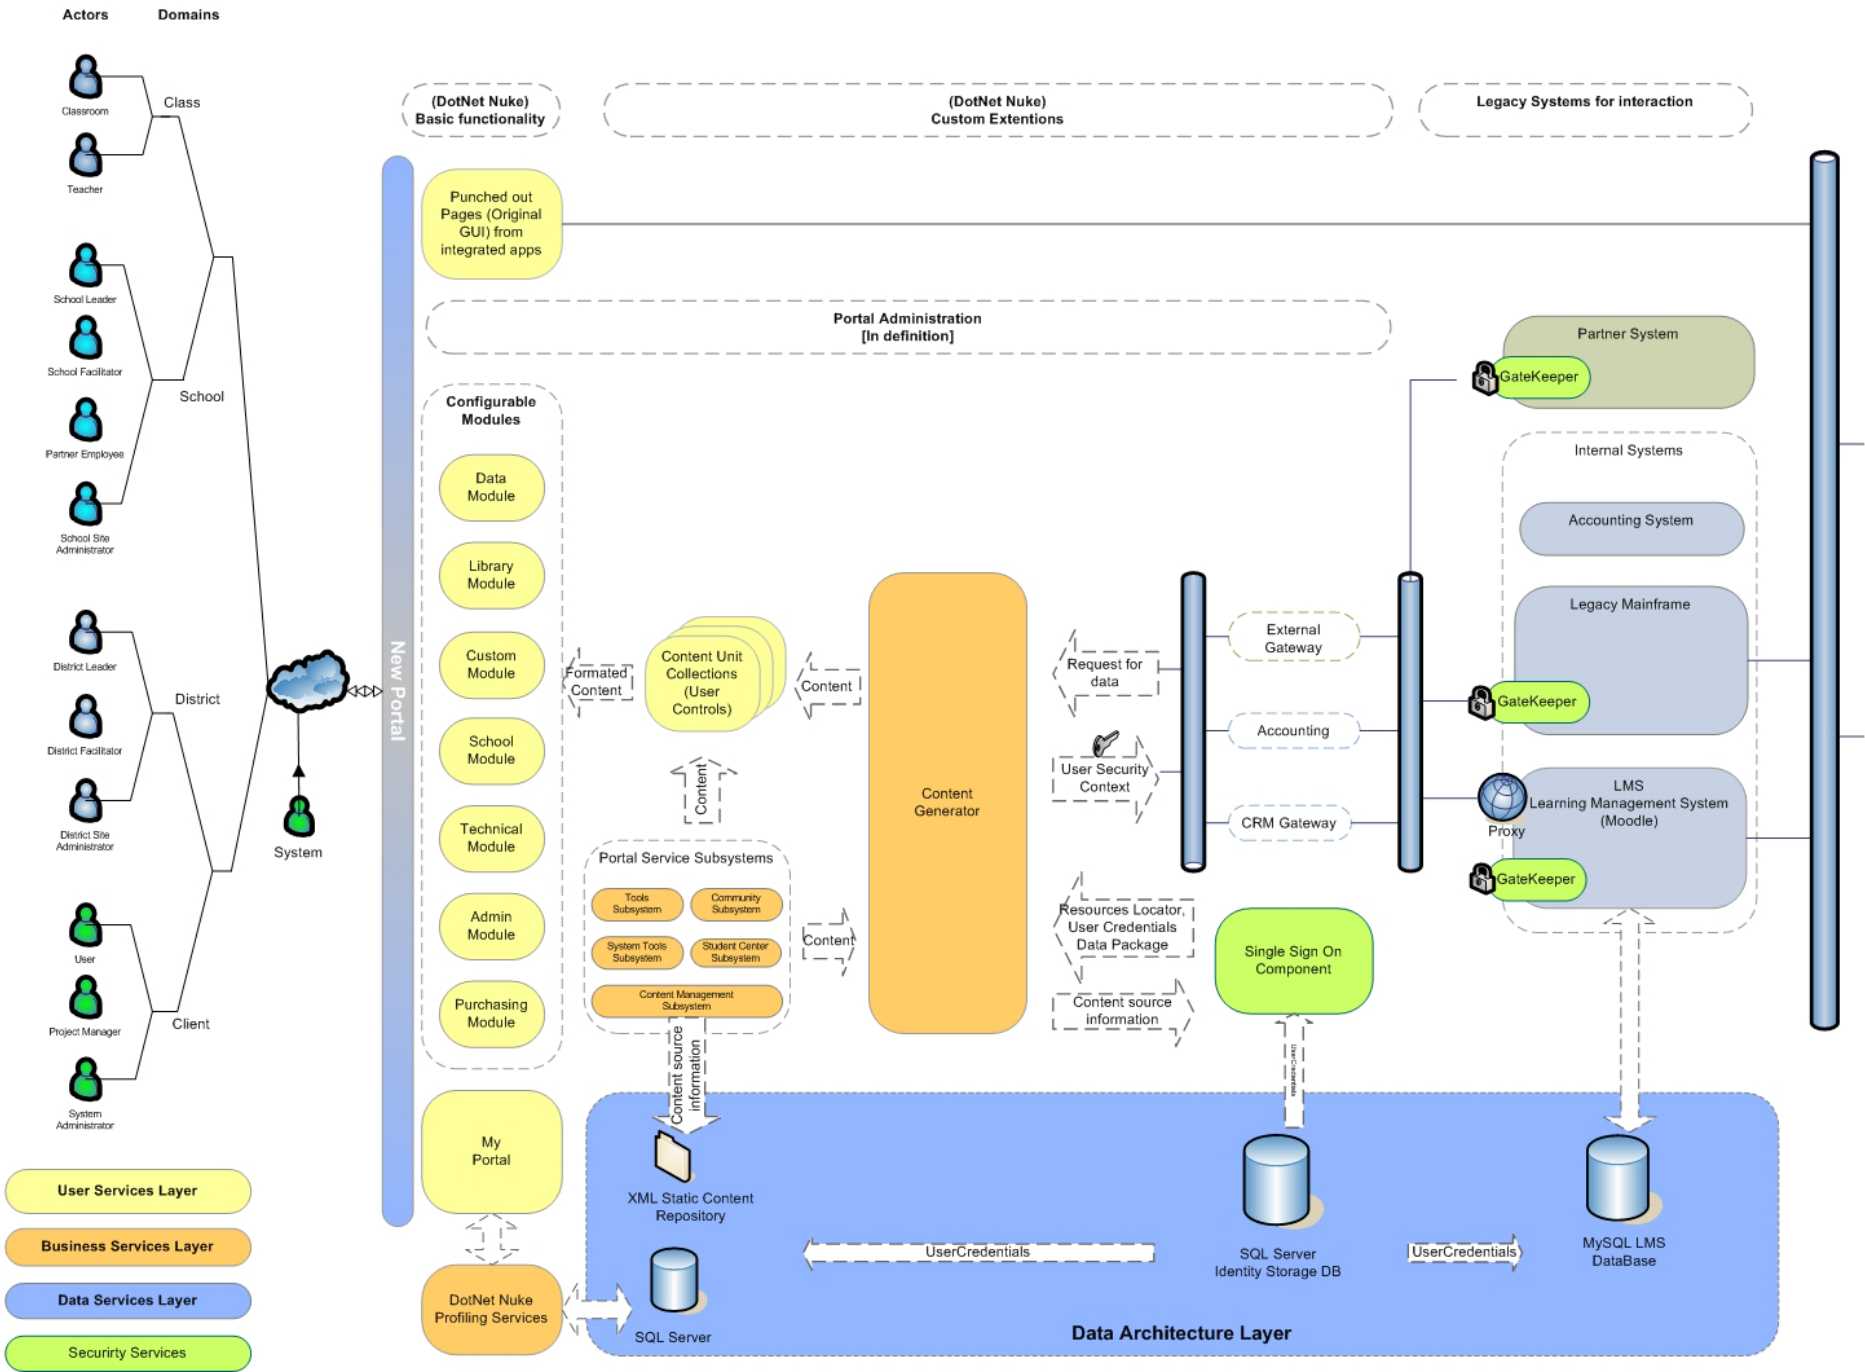 Actors
Domains
Classroom
Class
Teacher
School Leader
School Facilitator
School
Partner Employee
School Site
Administrator
District Leader
District
District Facilitator
District Site
Administrator
System
User
Project Manager
Client
System
Administrator
User Services Layer
Business Services Layer
Data Services Layer
Securirty Services
New Portal
(DotNet Nuke)
Basic functionality
(DotNet Nuke)
Custom Extentions
Legacy Systems for interaction
Punched out
Pages (Original
GUI) from
integrated apps
Portal Administration
[In definition]
Configurable
Modules
Data
Module
Library
Module
Custom
Module
School
Module
Technical
Module
Admin
Module
Purchasing
Module
My
Portal
DotNet Nuke
Profiling Services
Formated
Content
Content Unit
Collections
(User
Controls)
Content
Content
Portal Service Subsystems
Tools
Subsystem
Community
Subsystem
System Tools
Subsystem
Student Center
Subsystem
Content Management
Subsystem
Content
Content source
information
Content
Generator
Request for
data
User Security
Context
Resources Locator,
User Credentials
Data Package
Content source
information
External
Gateway
Accounting
CRM Gateway
Single Sign On
Component
UserCredentials
Partner System
GateKeeper
Internal Systems
Accounting System
Legacy Mainframe
GateKeeper
LMS
Learning Management System
(Moodle)
Proxy
GateKeeper
XML Static Content
Repository
SQL Server
UserCredentials
SQL Server
Identity Storage DB
UserCredentials
MySQL LMS
DataBase
Data Architecture Layer